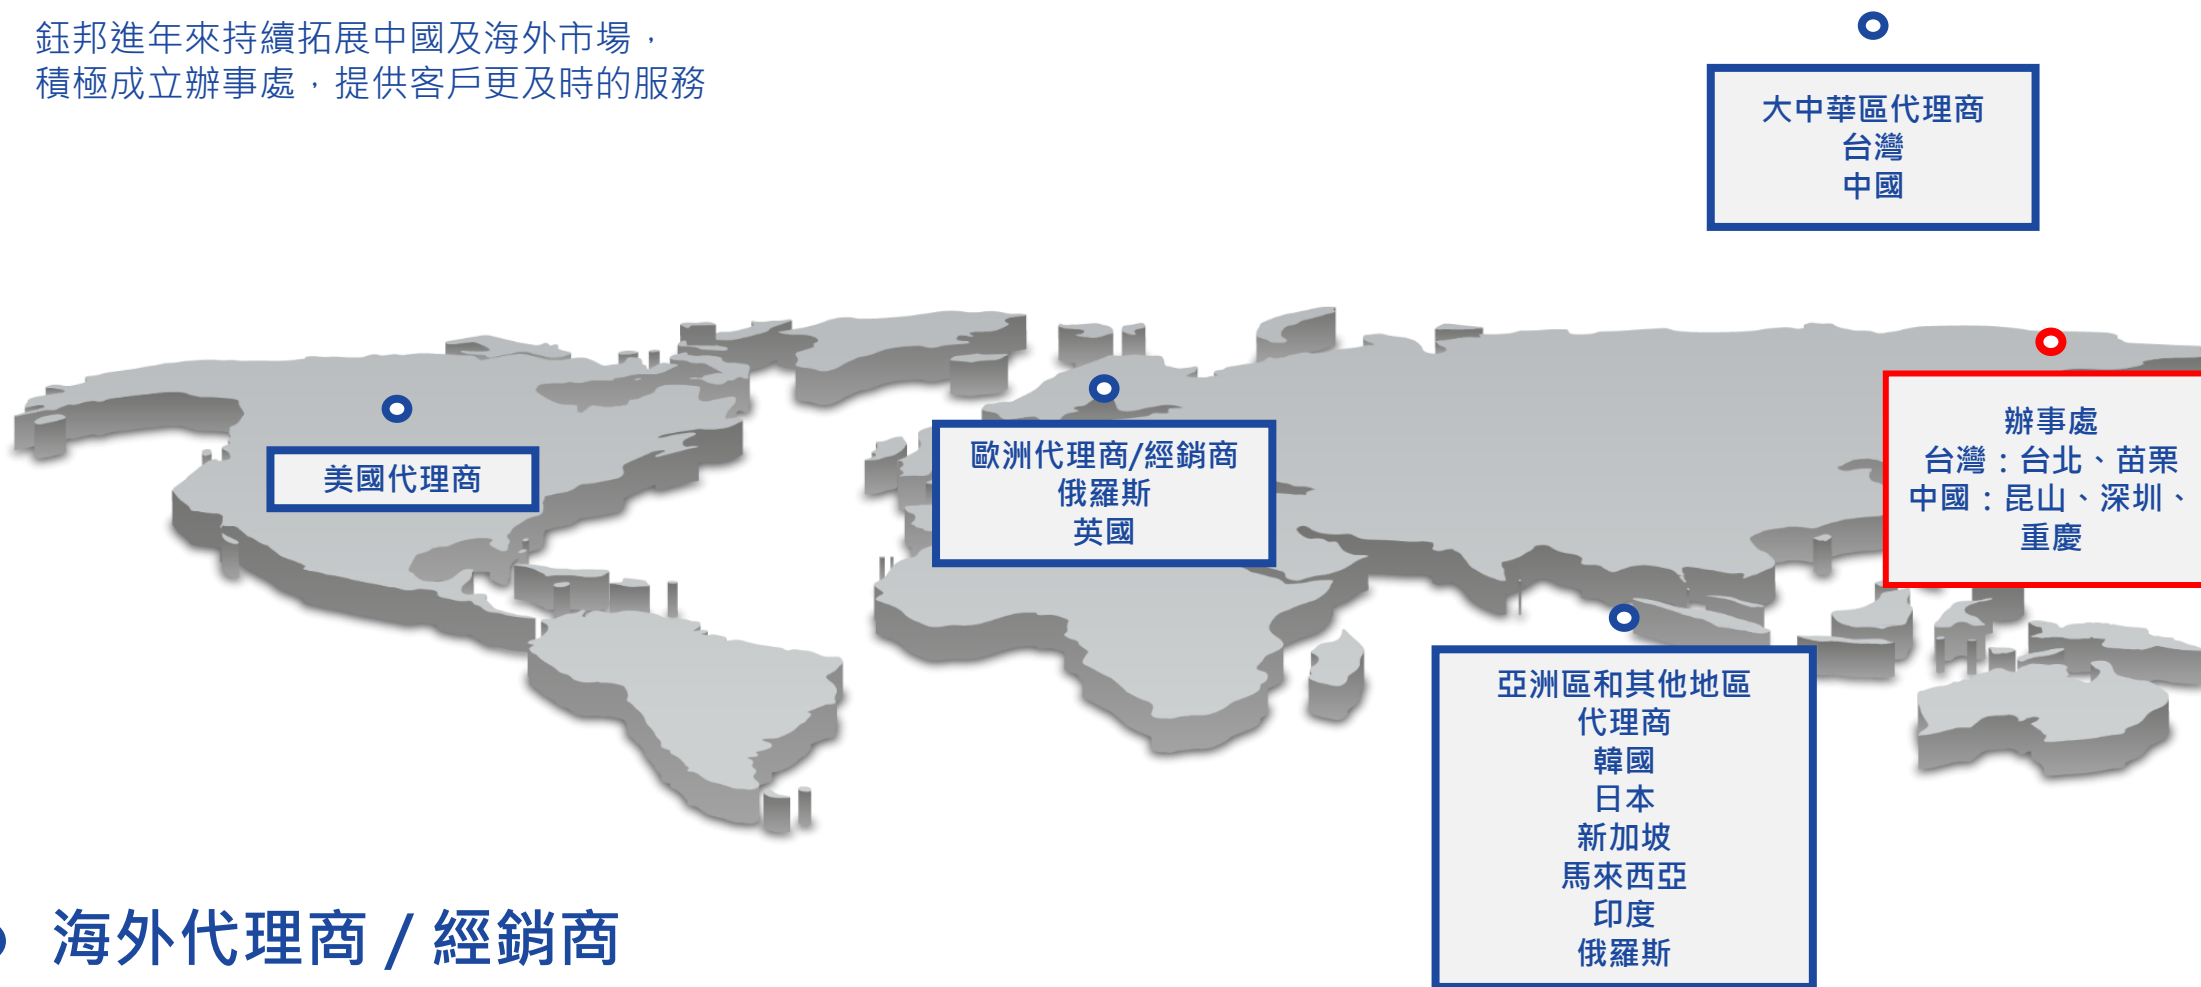 鈺邦進年來持續拓展中國及海外市場，
積極成立辦事處，提供客戶更及時的服務
大中華區代理商
台灣
中國
美國代理商
歐洲代理商/經銷商
俄羅斯
英國
辦事處
台灣：台北、苗栗
中國：昆山、深圳、
重慶
亞洲區和其他地區
代理商
韓國
日本
新加坡
馬來西亞
印度
俄羅斯
海外代理商 / 經銷商